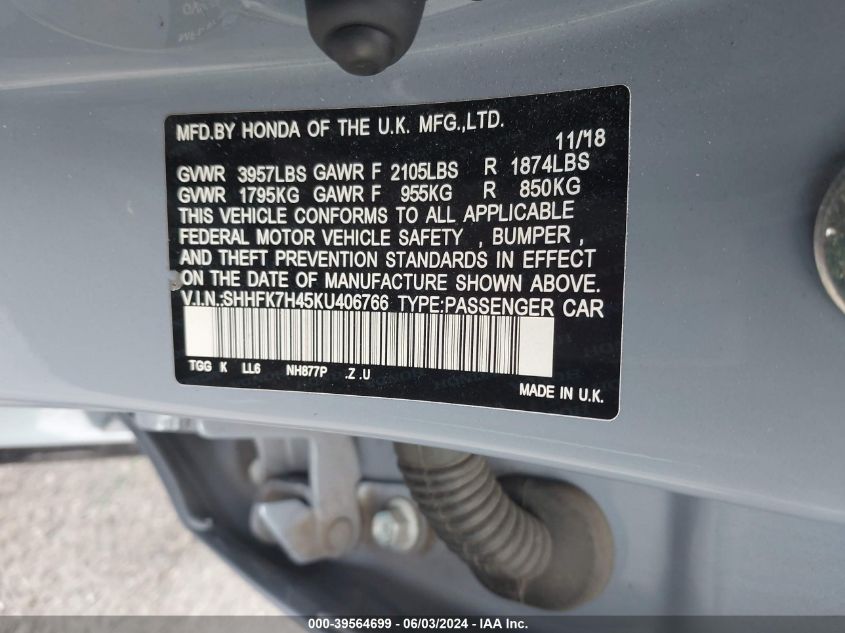 MFD.BY HONDA OF THE U.K. MFG.,LTD.
11/18
GVWR 3957LBS GAWR F 2105LBS R 1874LBS
GVWR 1795KG GAWR F 955KG R 850KG
THIS VEHICLE CONFORMS TO ALL APPLICABLE
FEDERAL MOTOR VEHICLE SAFETY , BUMPER ,
AND THEFT PREVENTION STANDARDS IN EFFECT
ON THE DATE OF MANUFACTURE SHOWN ABOVE.
V.I.N.:SHHFK7H45KU406766 TYPE:PASSENGER CAR
TGG K LL6 NH877P .Z .U
MADE IN U.K.
000-39564699 - 06/03/2024 - IAA Inc.